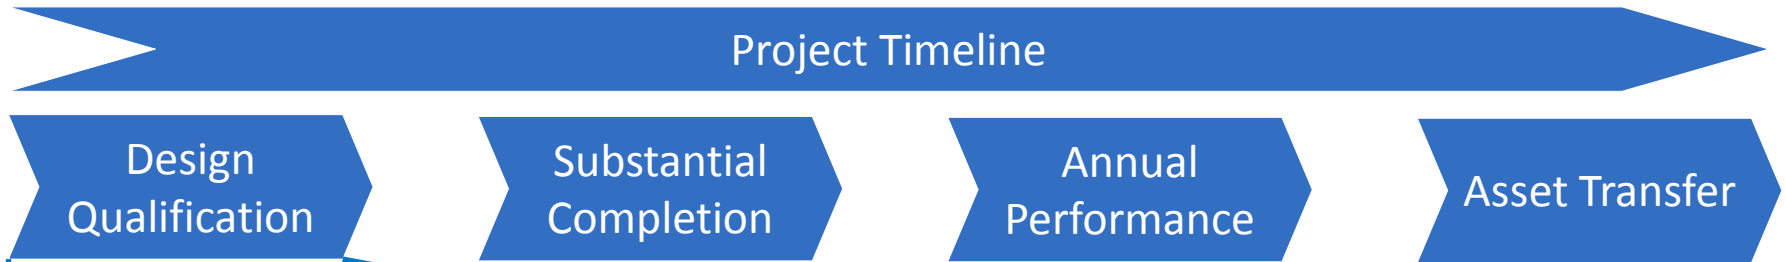 Project Timeline
Design
Qualification
Substantial
Completion
Annual
Performance
Asset Transfer